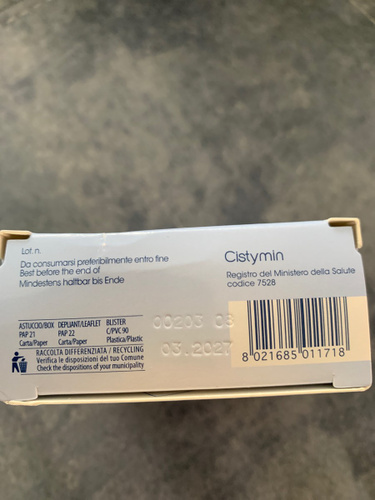 Lot. n.
Da consumarsi preferibilmente entro fine
Best before the end of
Mindestens haltbar bis Ende
Cistymin
Registro del Ministero della Salute
codice 7528
ASTUCCIO/BOX DEPLIANT/LEAFLET BLISTER
PAP 21 PAP 22 C/PVC 90
Carta/Paper Carta/Paper Plastica/Plastic
RACCOLTA DIFFERENZIATA / RECYCLING
Verifica le disposizioni del tuo Comune
Check the dispositions of your municipality
03.2027
8 021685 011718